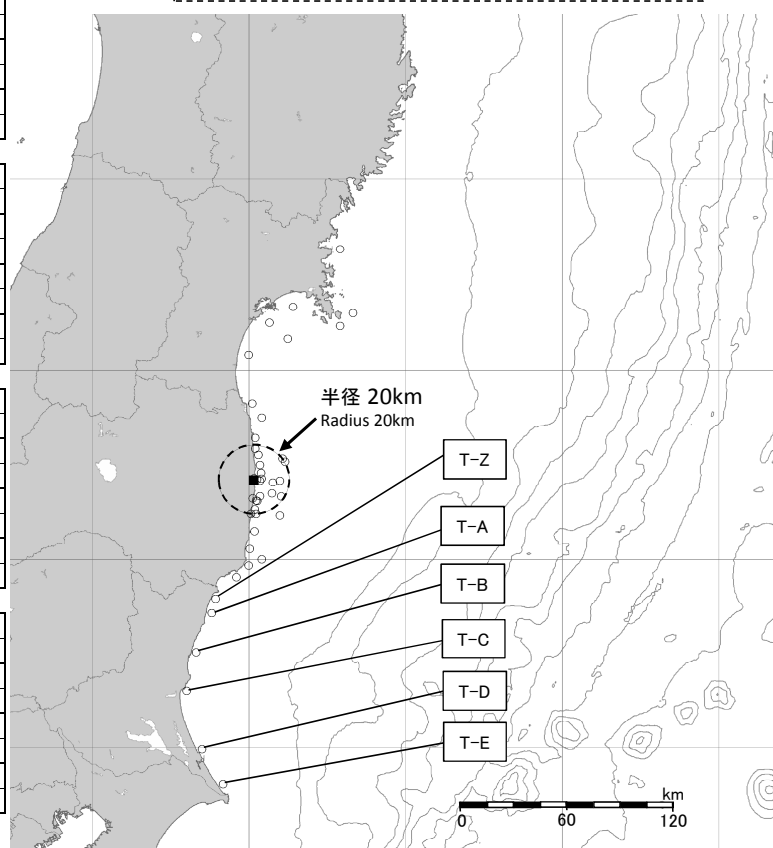 半径 20km
Radius 20km
T-Z
T-A
T-B
T-C
T-D
T-E
km
0 60 120